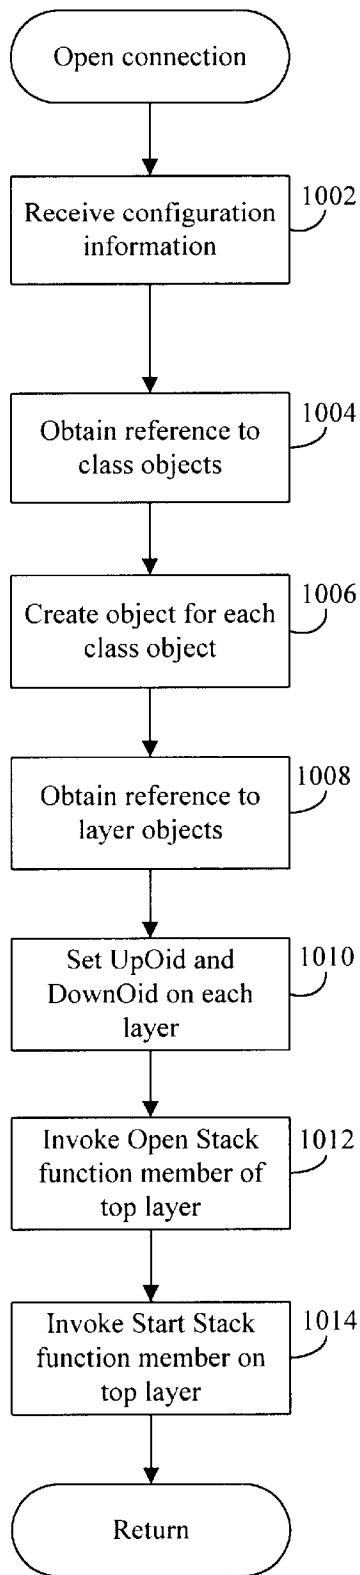 Open connection
1002
Receive configuration
information
1004
Obtain reference to
class objects
1006
Create object for each
class object
1008
Obtain reference to
layer objects
1010
Set UpOid and
DownOid on each
layer
1012
Invoke Open Stack
function member of
top layer
1014
Invoke Start Stack
function member on
top layer
Return